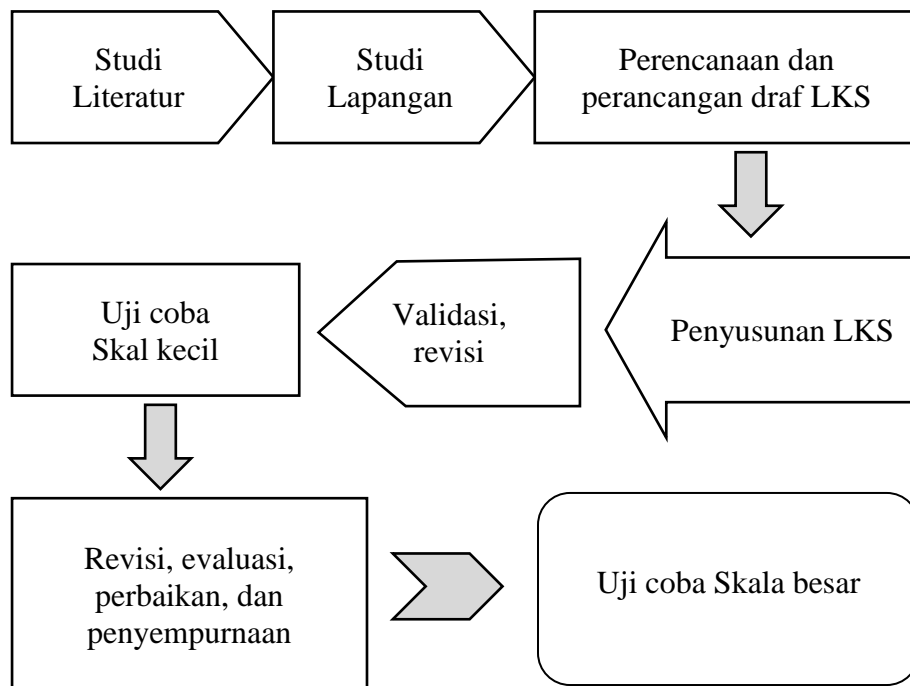 Studi
Literatur
Studi
Lapangan
Perencanaan dan
perancangan draf LKS
Penyusunan LKS
Validasi,
revisi
Uji coba
Skal kecil
Revisi, evaluasi,
perbaikan, dan
penyempurnaan
Uji coba Skala besar